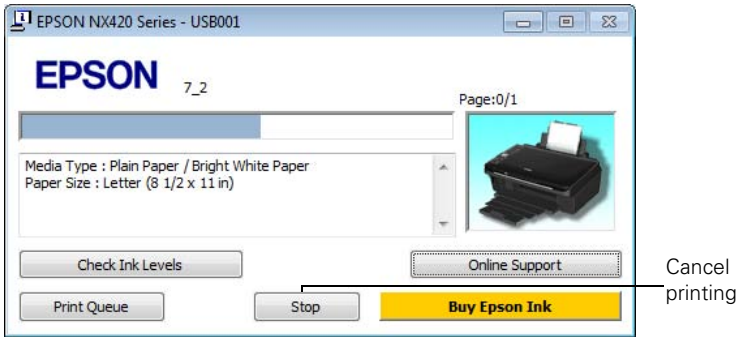 EPSON NX420 Series - USB001
EPSON 7_2
Page:0/1
Media Type : Plain Paper / Bright White Paper
Paper Size : Letter (8 1/2 x 11 in)
Check Ink Levels
Online Support
Print Queue
Stop
Buy Epson Ink
Cancel
printing